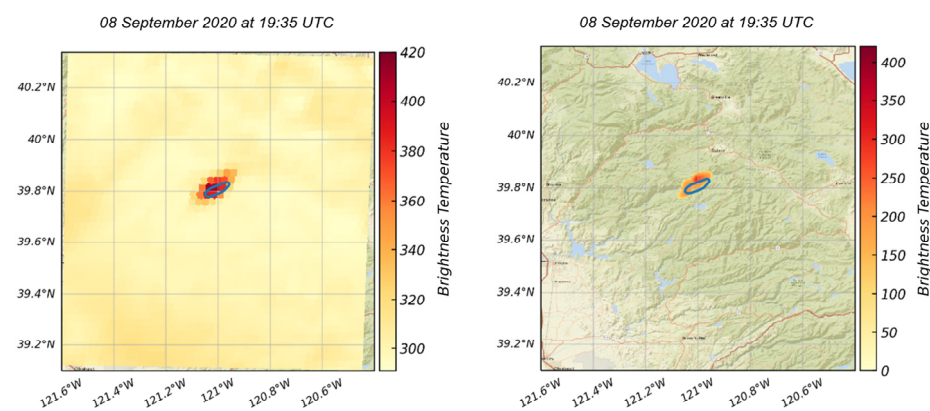 08 September 2020 at 19:35 UTC
420
400
380
360
340
320
300
Brightness Temperature
40.2°N
40°N
39.8°N
39.6°N
39.4°N
39.2°N
121.6°W
121.4°W
121.2°W
121°W
120.8°W
120.6°W
08 September 2020 at 19:35 UTC
400
350
300
250
200
150
100
50
0
Brightness Temperature
40.2°N
40°N
39.8°N
39.6°N
39.4°N
39.2°N
121.6°W
121.4°W
121.2°W
121°W
120.8°W
120.6°W